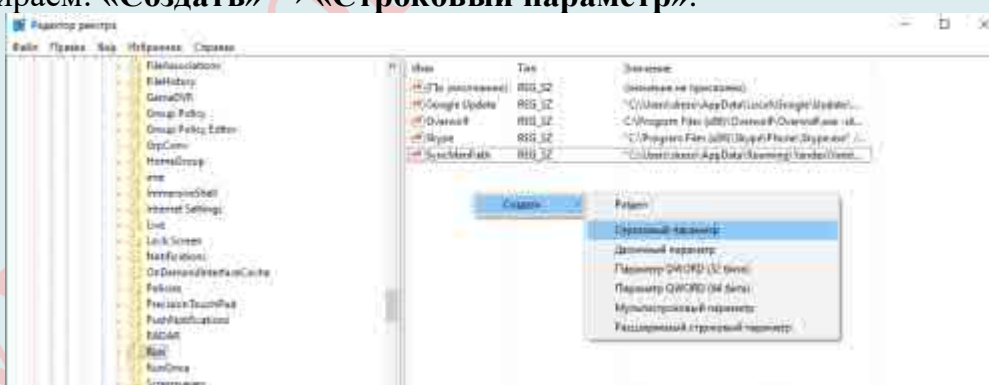 «Создать» → «Строковый параметр».
Редактор реестра
Файл Правка Вид Избранное Справка
FileAssociations
FileHistory
GameDVR
Group Policy
Group Policy Editor
GrpConv
HomeGroup
ime
ImmersiveShell
Internet Settings
Live
Lock Screen
Notifications
OnDemandInterfaceCache
Policies
PrecisionTouchPad
PushNotifications
RADAR
Run
RunOnce
Screensavers
Имя Тип Значение
(По умолчанию) REG_SZ (значение не присвоено)
Google Update REG_SZ
Overwolf REG_SZ
Skype REG_SZ
REG_SZ
Создать
Раздел
Строковый параметр
Двоичный параметр
Параметр DWORD (32 бита)
Параметр QWORD (64 бита)
Мультистроковый параметр
Расширяемый строковый параметр